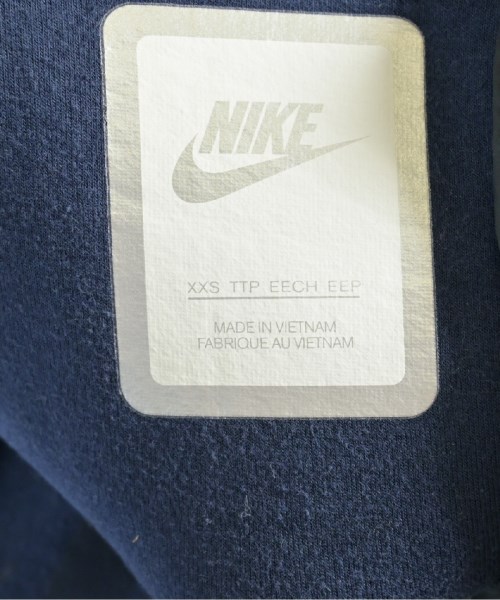 NIKE
XXS TTP EECH EEP
MADE IN VIETNAM
FABRIQUE AU VIETNAM